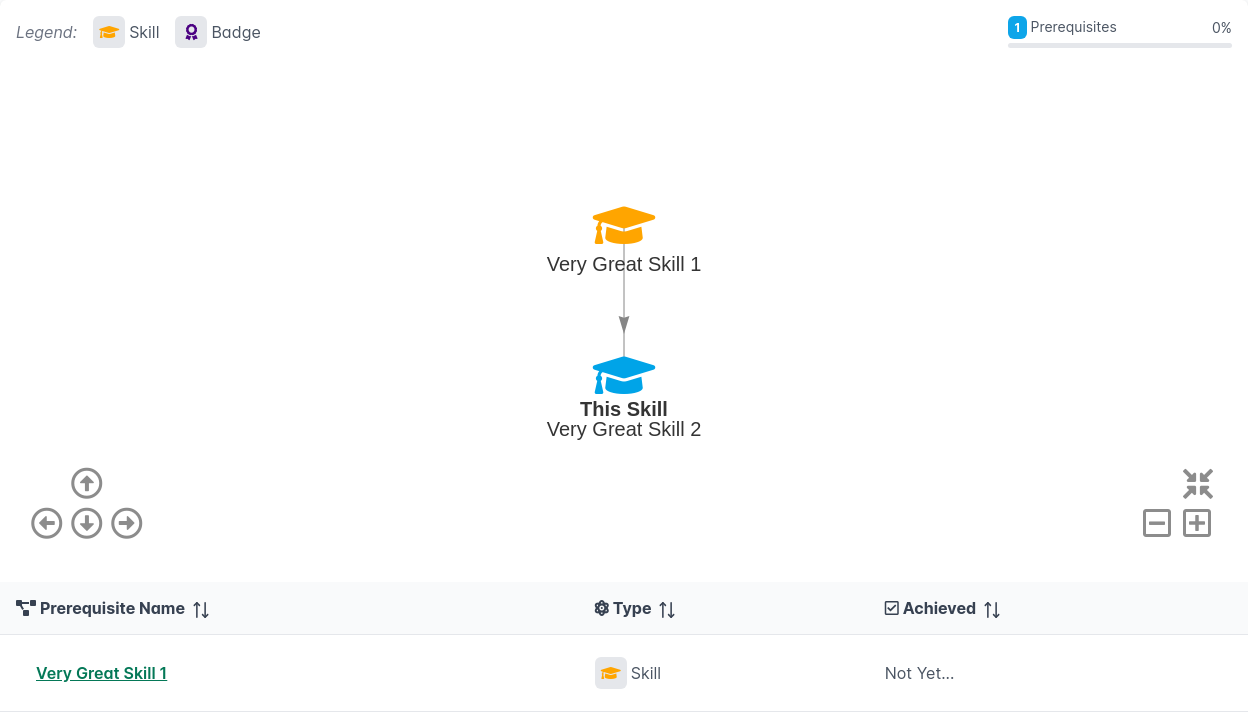 Legend: Skill Badge
1 Prerequisites 0%
Very Great Skill 1
This Skill
Very Great Skill 2
Prerequisite Name Type Achieved
Very Great Skill 1 Skill Not Yet...